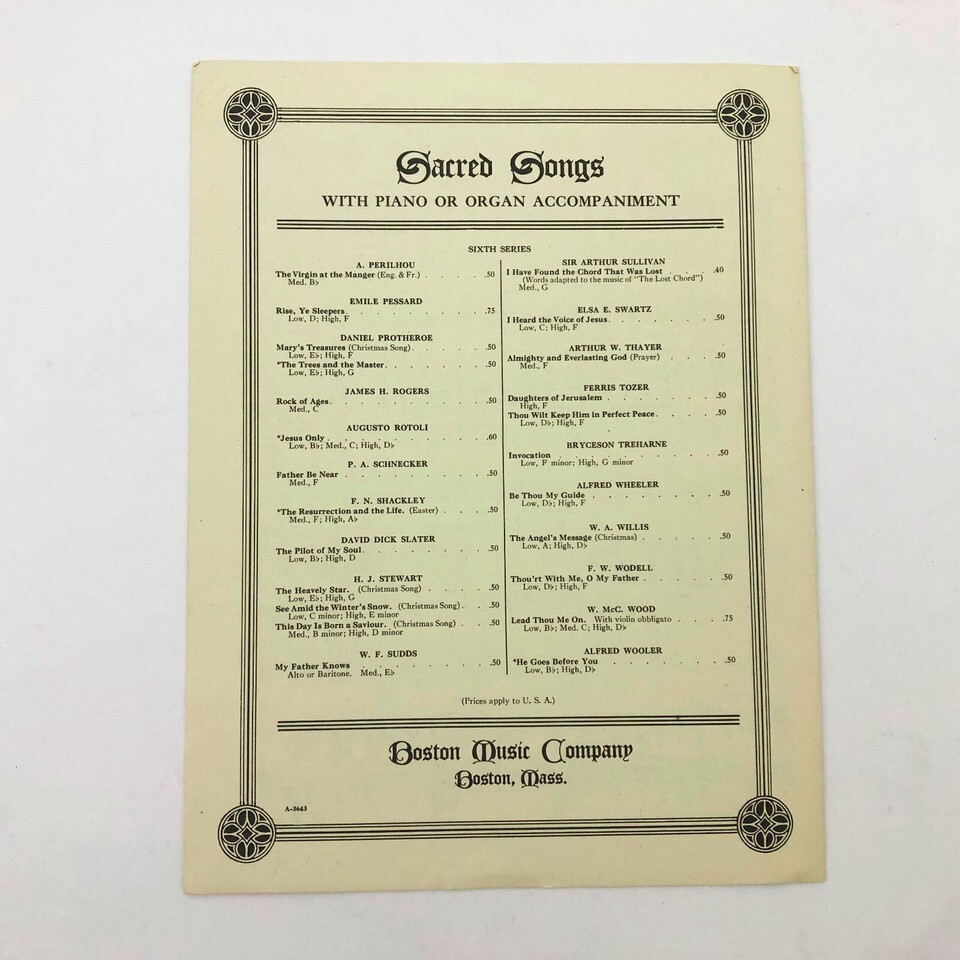 Sacred Songs
WITH PIANO OR ORGAN ACCOMPANIMENT
SIXTH SERIES
A. PERILHOU
The Virgin at the Manger (Eng. & Fr.) . . . . . .50
Med. B♭
EMILE PESSARD
Rise, Ye Sleepers. . . . . . . . . .75
Low, D; High, F
DANIEL PROTHEROE
Mary's Treasures (Christmas Song). . . . . . .50
Low, E♭; High, F
*The Trees and the Master. . . . . . . .50
Low, E♭; High, G
JAMES H. ROGERS
Rock of Ages. . . . . . . . . . .50
Med., C
AUGUSTO ROTOLI
*Jesus Only . . . . . . . . . . .60
Low, B♭; Med., C; High, D♭
P. A. SCHNECKER
Father Be Near . . . . . . . . . .50
Med., F
F. N. SHACKLEY
*The Resurrection and the Life. (Easter) . . . . .50
Med., F; High, A♭
DAVID DICK SLATER
The Pilot of My Soul. . . . . . . . .50
Low, B♭; High, D
H. J. STEWART
The Heavely Star. (Christmas Song) . . . . .50
Low, E♭; High, G
See Amid the Winter's Snow. (Christmas Song). . . .50
Low, C minor; High, E minor
This Day Is Born a Saviour. (Christmas Song) . . . .50
Med., B minor; High, D minor
W. F. SUDDS
My Father Knows . . . . . . . . .50
Alto or Baritone. Med., E♭
SIR ARTHUR SULLIVAN
I Have Found the Chord That Was Lost . . . .40
(Words adapted to the music of "The Lost Chord")
Med., G
ELSA E. SWARTZ
I Heard the Voice of Jesus. . . . . . . .50
Low, C; High, F
ARTHUR W. THAYER
Almighty and Everlasting God (Prayer) . . . . .50
Med., F
FERRIS TOZER
Daughters of Jerusalem . . . . . . . .50
High, F
Thou Wilt Keep Him in Perfect Peace. . . . . .50
Low, D♭; High, F
BRYCESON TREHARNE
Invocation . . . . . . . . . . .50
Low, F minor; High, G minor
ALFRED WHEELER
Be Thou My Guide . . . . . . . . .50
Low, D♭; High, F
W. A. WILLIS
The Angel's Message (Christmas) . . . . . .50
Low, A; High, D♭
F. W. WODELL
Thou'rt With Me, O My Father . . . . . .50
Low, D♭; High, F
W. McC. WOOD
Lead Thou Me On. With violin obbligato . . . . .75
Low, B♭; Med. C; High, D♭
ALFRED WOOLER
*He Goes Before You . . . . . . . .50
Low, B♭; High, D♭
(Prices apply to U. S. A.)
Boston Music Company
Boston, Mass.
A-3643